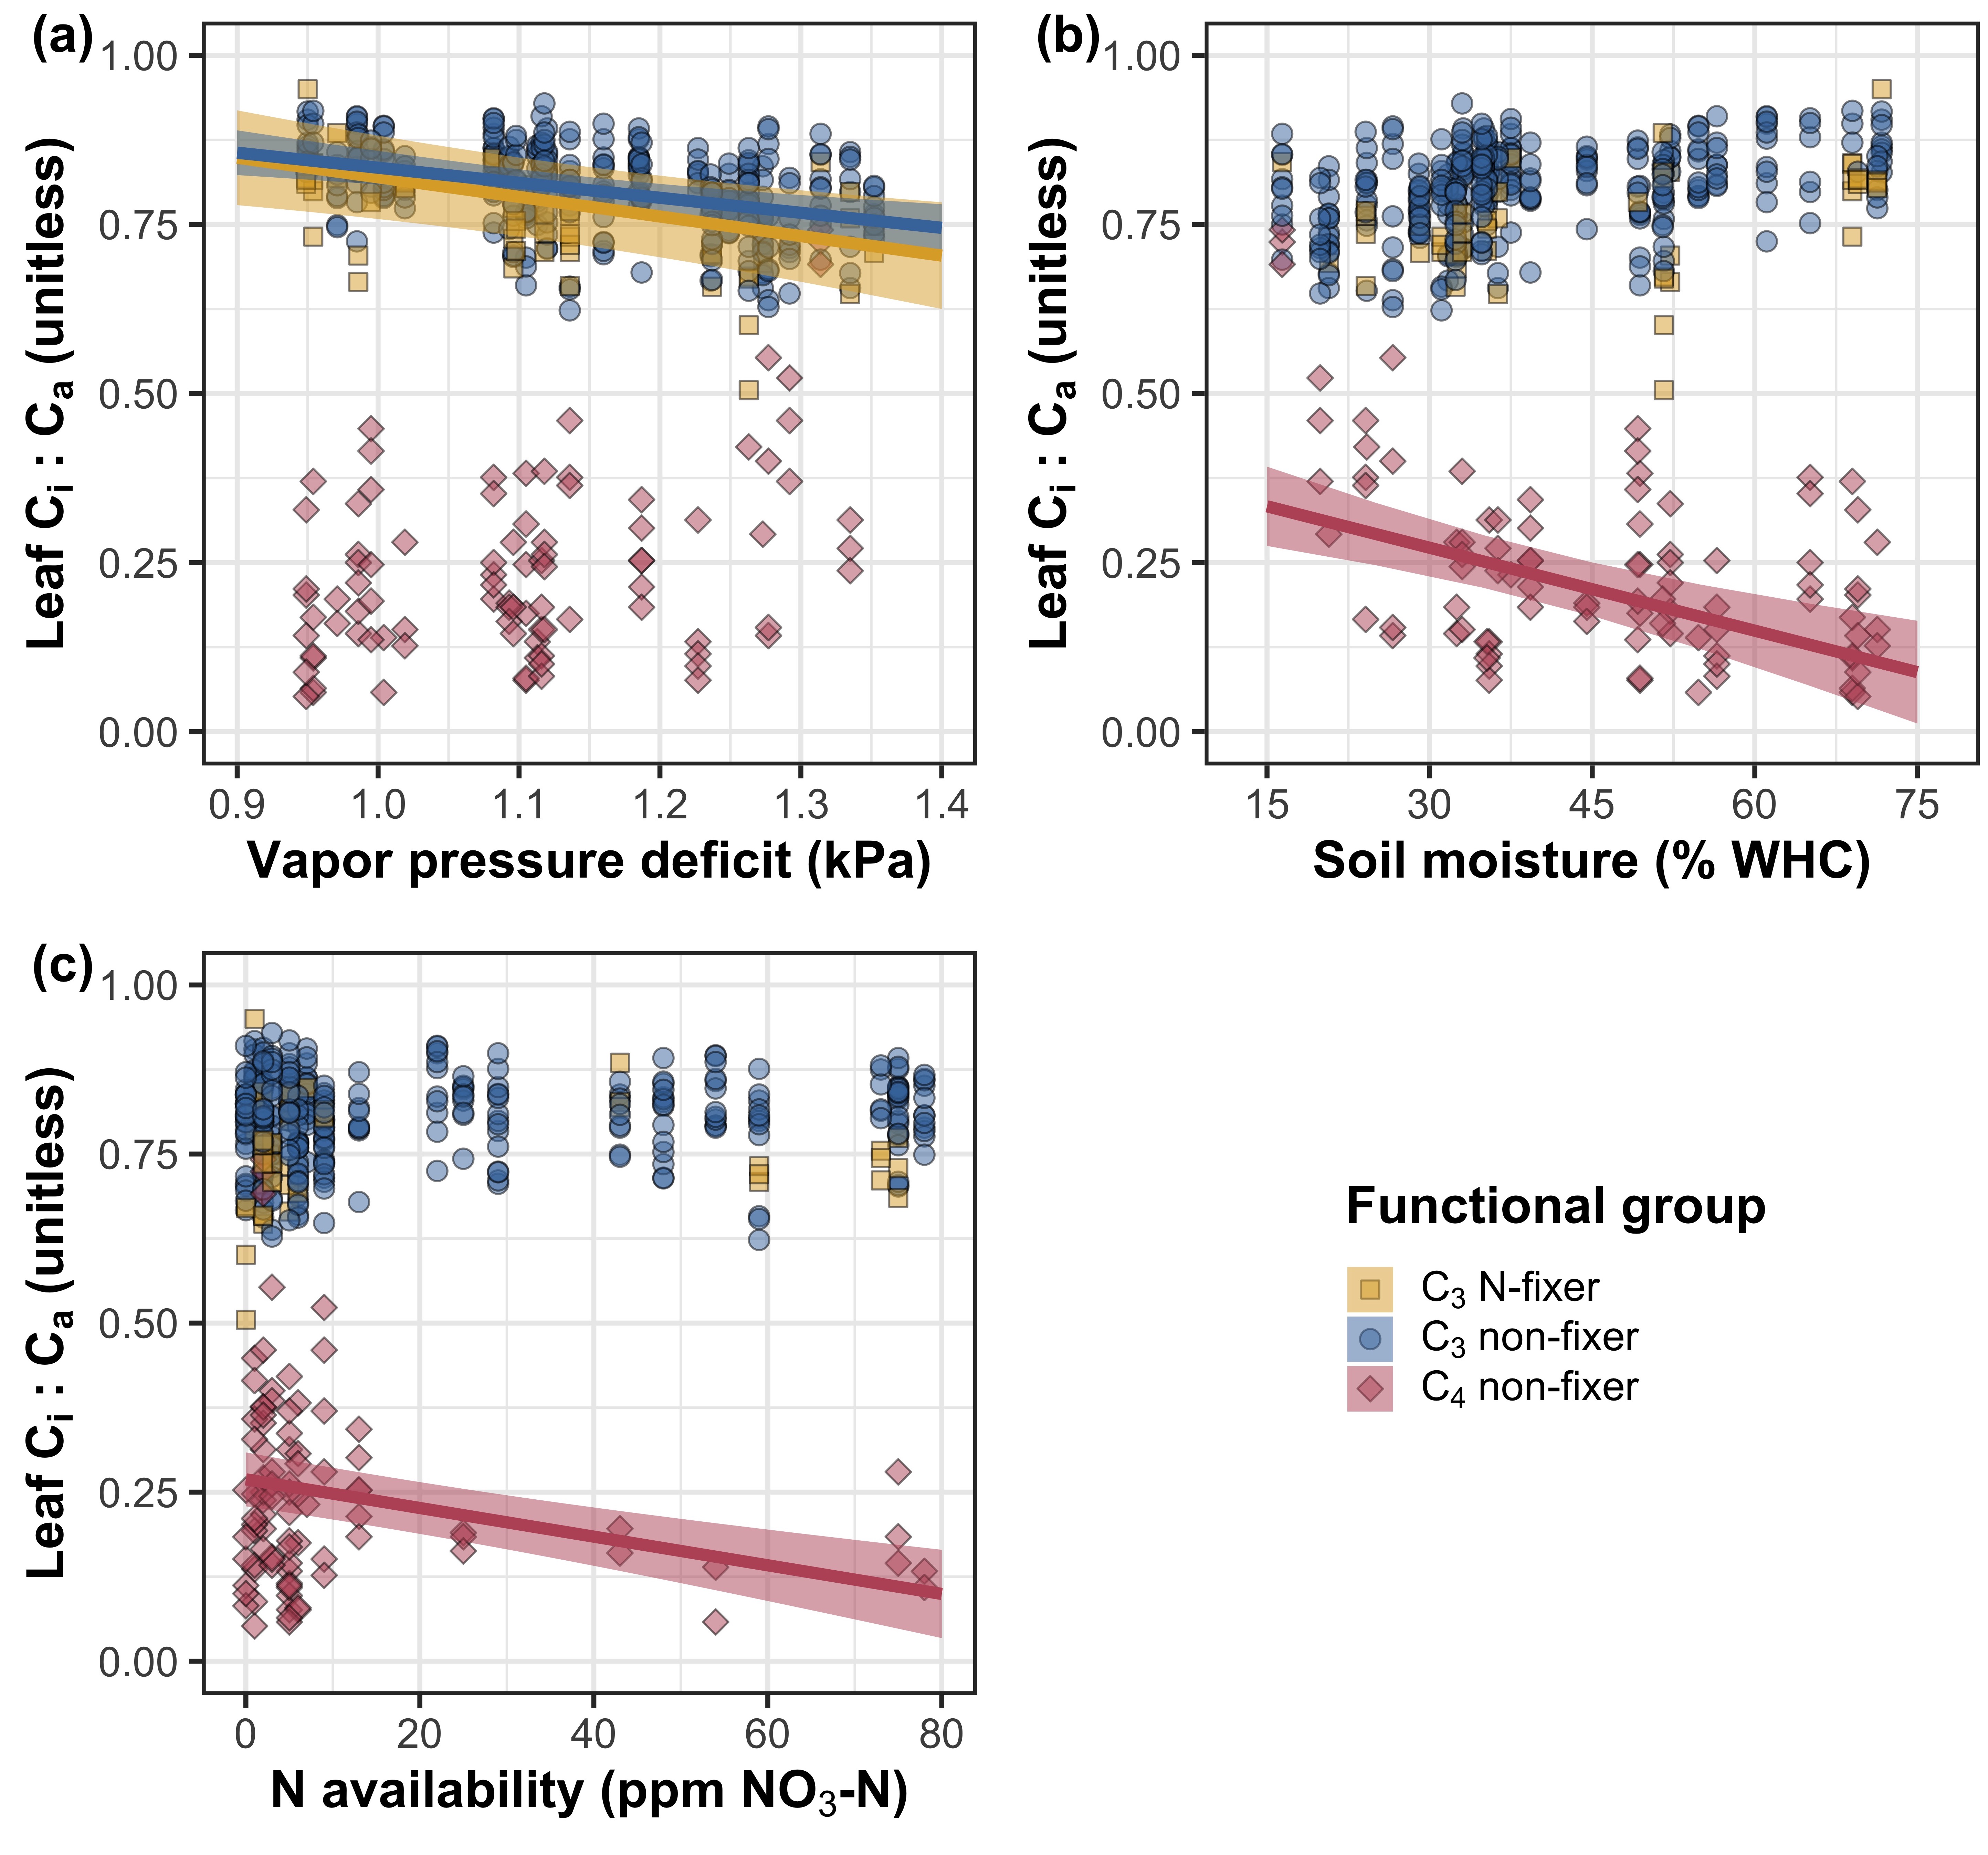 (a)
Leaf Cᵢ : Cₐ (unitless)
1.00
0.75
0.50
0.25
0.00
0.9 1.0 1.1 1.2 1.3 1.4
Vapor pressure deficit (kPa)
(b)
Leaf Cᵢ : Cₐ (unitless)
1.00
0.75
0.50
0.25
0.00
15 30 45 60 75
Soil moisture (% WHC)
(c)
Leaf Cᵢ : Cₐ (unitless)
1.00
0.75
0.50
0.25
0.00
0 20 40 60 80
N availability (ppm NO₃-N)
Functional group
C₃ N-fixer
C₃ non-fixer
C₄ non-fixer